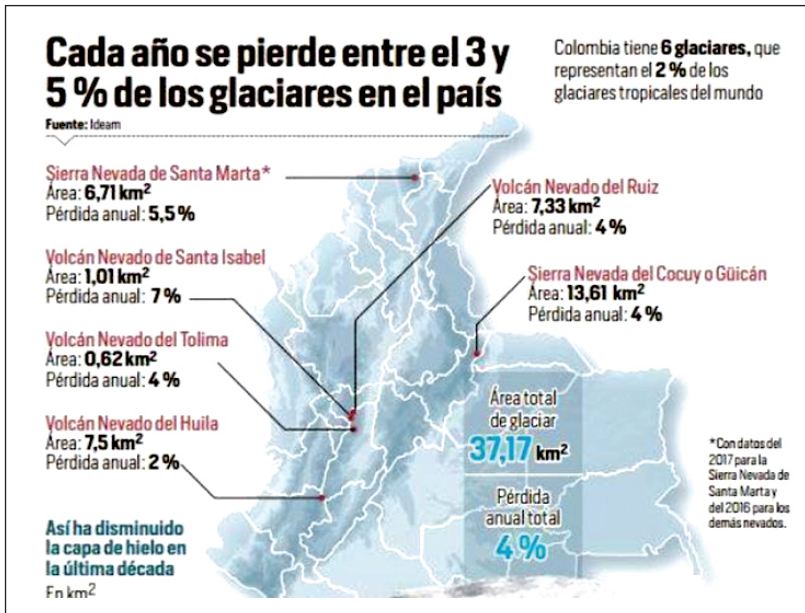 Cada año se pierde entre el 3 y
5 % de los glaciares en el país
Fuente: Ideam
Colombia tiene 6 glaciares, que
representan el 2 % de los
glaciares tropicales del mundo
Sierra Nevada de Santa Marta*
Área: 6,71 km²
Pérdida anual: 5,5 %
Volcán Nevado de Santa Isabel
Área: 1,01 km²
Pérdida anual: 7 %
Volcán Nevado del Tolima
Área: 0,62 km²
Pérdida anual: 4 %
Volcán Nevado del Huila
Área: 7,5 km²
Pérdida anual: 2 %
Volcán Nevado del Ruiz
Área: 7,33 km²
Pérdida anual: 4 %
Sierra Nevada del Cocuy o Güicán
Área: 13,61 km²
Pérdida anual: 4 %
Área total
de glaciar
37,17 km²
Pérdida
anual total
4 %
*Con datos del
2017 para la
Sierra Nevada de
Santa Marta y
del 2016 para los
demás nevados.
Así ha disminuido
la capa de hielo en
la última década
En km²